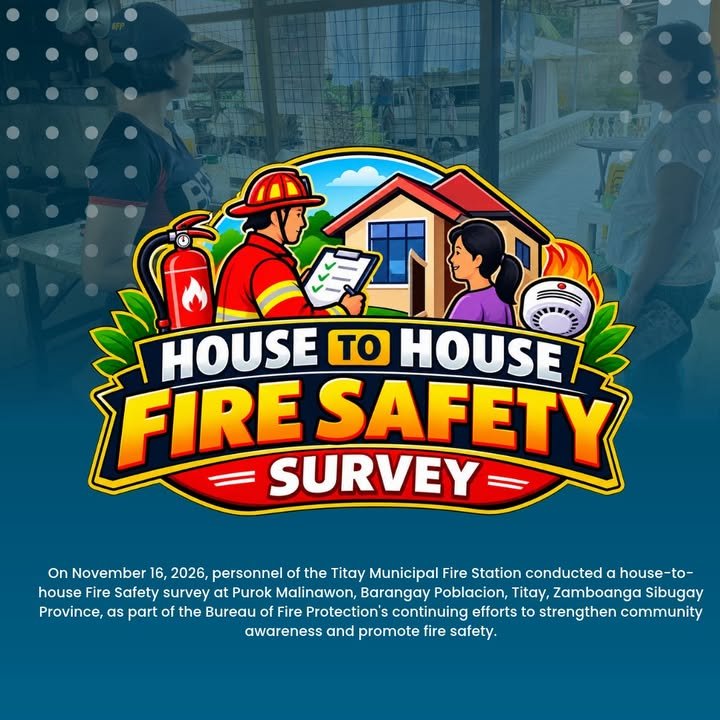 HOUSE TO HOUSE
FIRE SAFETY
SURVEY
On November 16, 2026, personnel of the Titay Municipal Fire Station conducted a house-to-
house Fire Safety survey at Purok Malinawon, Barangay Poblacion, Titay, Zamboanga Sibugay
Province, as part of the Bureau of Fire Protection's continuing efforts to strengthen community
awareness and promote fire safety.